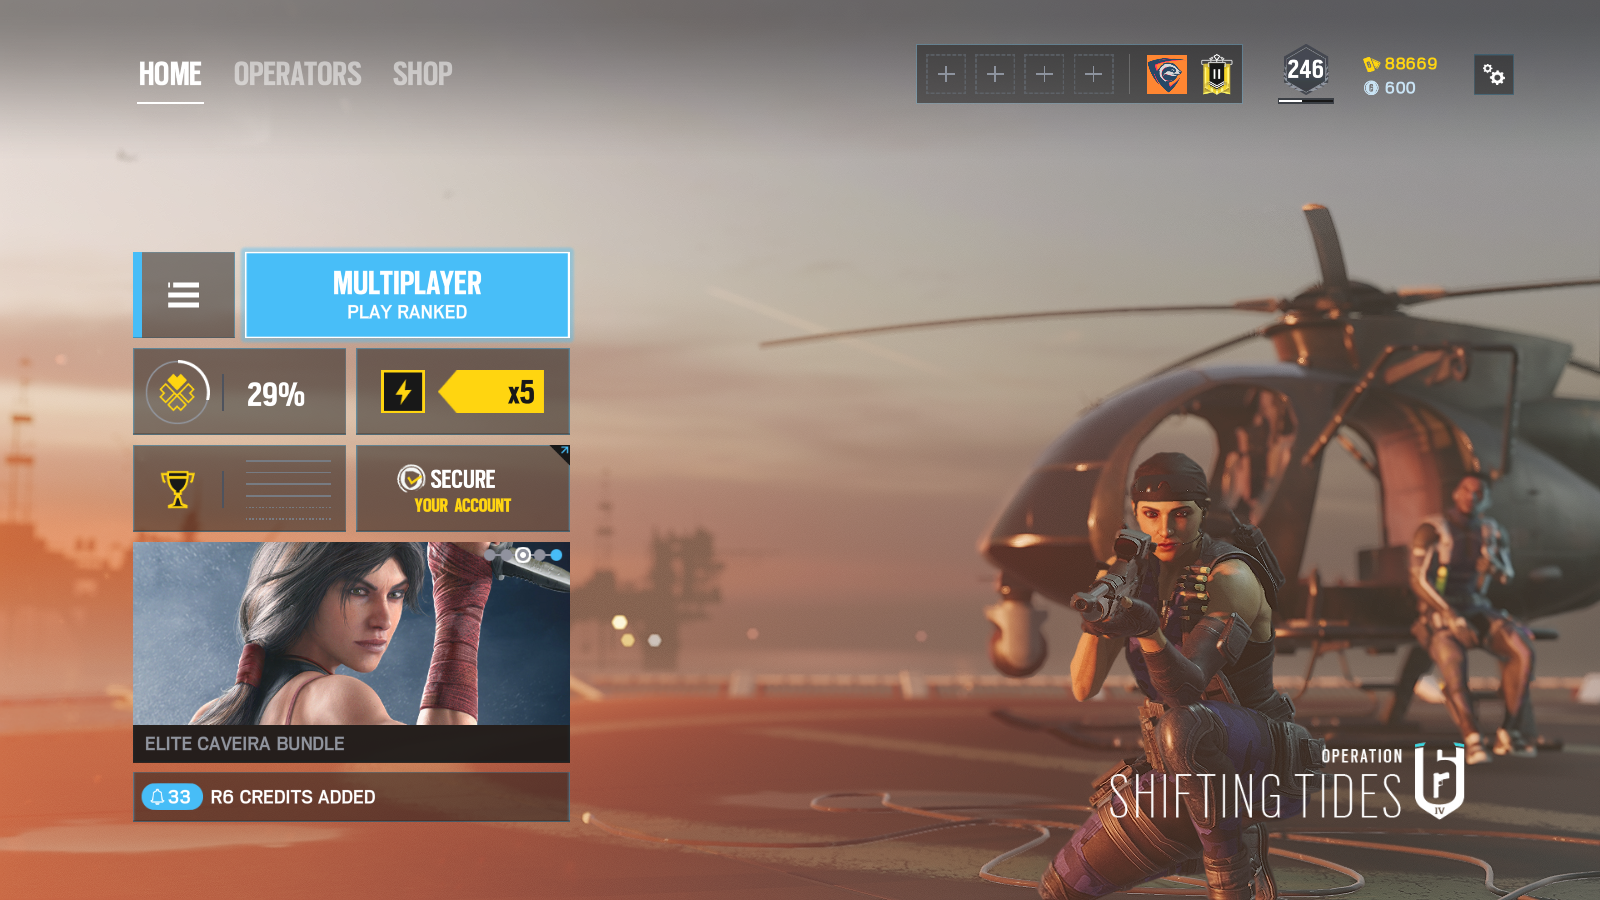 HOME OPERATORS SHOP
246
88669
600
MULTIPLAYER
PLAY RANKED
29%
x5
SECURE
YOUR ACCOUNT
ELITE CAVEIRA BUNDLE
33 R6 CREDITS ADDED
OPERATION
SHIFTING TIDES
IV